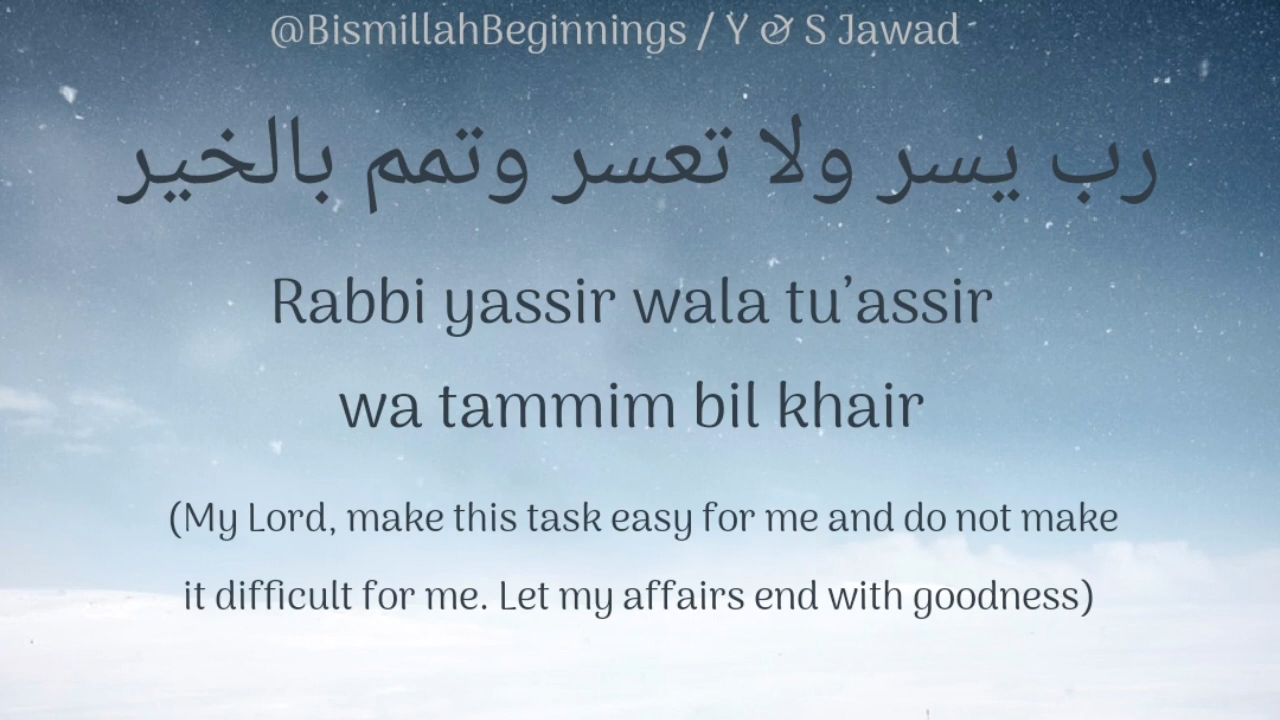 @BismillahBeginnings / Y & S Jawad
رب يسر ولا تعسر وتمم بالخير
Rabbi yassir wala tu’assir
wa tammim bil khair
(My Lord, make this task easy for me and do not make
it difficult for me. Let my affairs end with goodness)